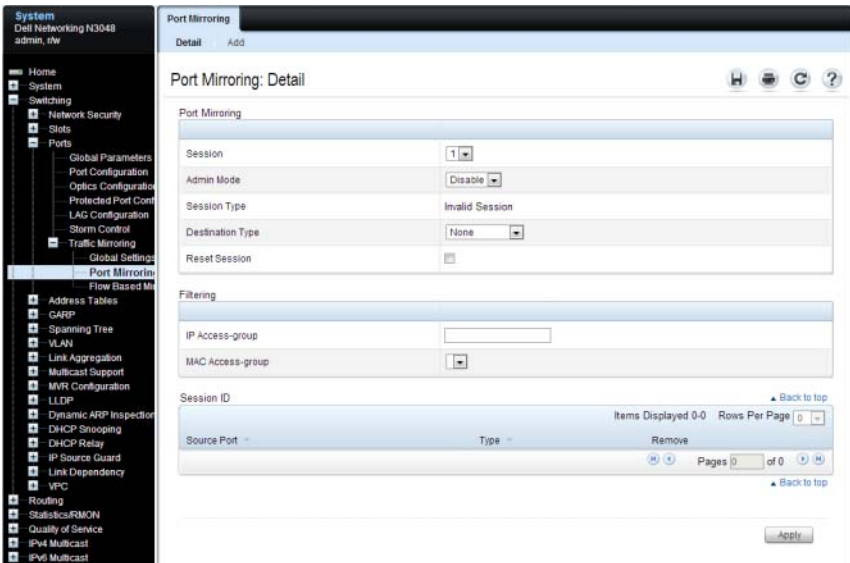 System
Dell Networking N3048
admin, r/w
Home
System
Switching
Network Security
Slots
Ports
Global Parameters
Port Configuration
Optics Configuration
Protected Port Conf
LAG Configuration
Storm Control
Traffic Mirroring
Global Settings
Port Mirroring
Flow Based Mir
Address Tables
GARP
Spanning Tree
VLAN
Link Aggregation
Multicast Support
MVR Configuration
LLDP
Dynamic ARP Inspection
DHCP Snooping
DHCP Relay
IP Source Guard
Link Dependency
VPC
Routing
Statistics/RMON
Quality of Service
IPv4 Multicast
IPv6 Multicast
Port Mirroring
Detail Add
Port Mirroring: Detail
?
Port Mirroring
Session 1
Admin Mode Disable
Session Type Invalid Session
Destination Type None
Reset Session
Filtering
IP Access-group
MAC Access-group
Session ID Back to top
Items Displayed 0-0 Rows Per Page 0
Source Port Type Remove
Pages 0 of 0
Back to top
Apply